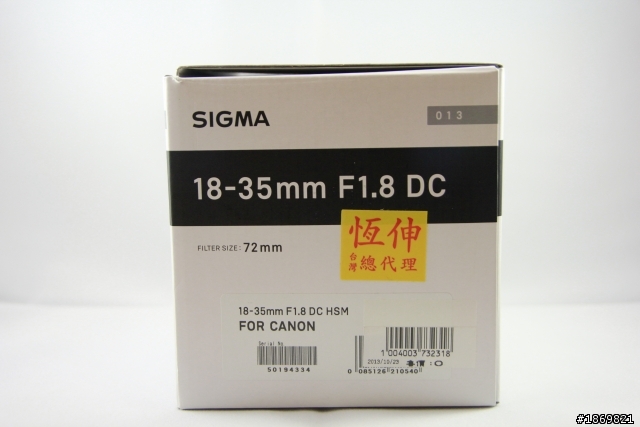 SIGMA
013
18-35mm F1.8 DC
恆伸
台灣總代理
FILTER SIZE: 72mm
18-35mm F1.8 DC HSM
FOR CANON
Serial No
50194334
1 004003 732318
2013/10/23
0 085126 210540
#1869821